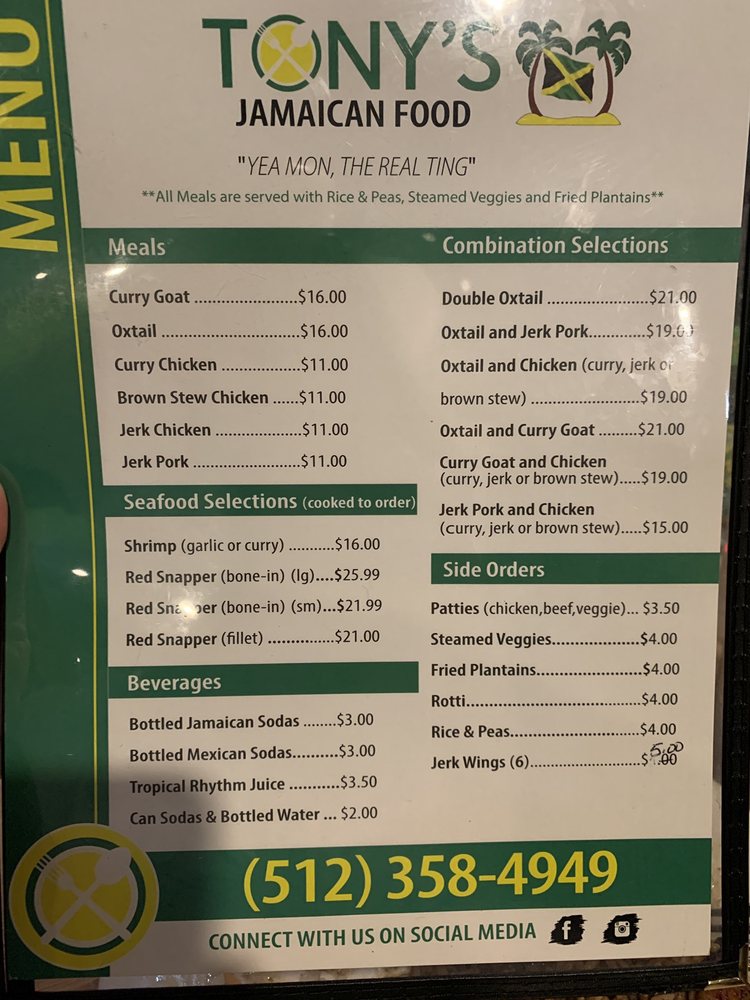 MENU
TONY'S
JAMAICAN FOOD
"YEA MON, THE REAL TING"
**All Meals are served with Rice & Peas, Steamed Veggies and Fried Plantains**
Meals
Curry Goat .......................$16.00
Oxtail ...............................$16.00
Curry Chicken ..................$11.00
Brown Stew Chicken ......$11.00
Jerk Chicken ...................$11.00
Jerk Pork ........................$11.00
Seafood Selections (cooked to order)
Shrimp (garlic or curry) ..........$16.00
Red Snapper (bone-in) (lg)....$25.99
Red Snapper (bone-in) (sm)...$21.99
Red Snapper (fillet) ...............$21.00
Beverages
Bottled Jamaican Sodas ........$3.00
Bottled Mexican Sodas..........$3.00
Tropical Rhythm Juice ...........$3.50
Can Sodas & Bottled Water ... $2.00
Combination Selections
Double Oxtail .......................$21.00
Oxtail and Jerk Pork.............$19.00
Oxtail and Chicken (curry, jerk or
brown stew) .........................$19.00
Oxtail and Curry Goat .........$21.00
Curry Goat and Chicken
(curry, jerk or brown stew).....$19.00
Jerk Pork and Chicken
(curry, jerk or brown stew).....$15.00
Side Orders
Patties (chicken,beef,veggie)... $3.50
Steamed Veggies....................$4.00
Fried Plantains........................$4.00
Rotti........................................$4.00
Rice & Peas..............................$4.00
Jerk Wings (6).........................$5.00
(512) 358-4949
CONNECT WITH US ON SOCIAL MEDIA